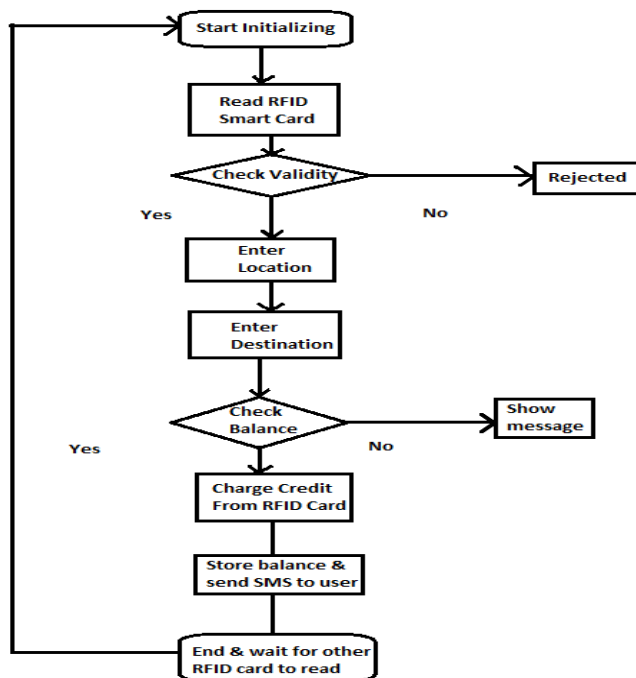 Start Initializing
Read RFID
Smart Card
Check Validity
Rejected
Yes
No
Enter
Location
Enter
Destination
Check
Balance
Show
message
Yes
No
Charge Credit
From RFID Card
Store balance &
send SMS to user
End & wait for other
RFID card to read